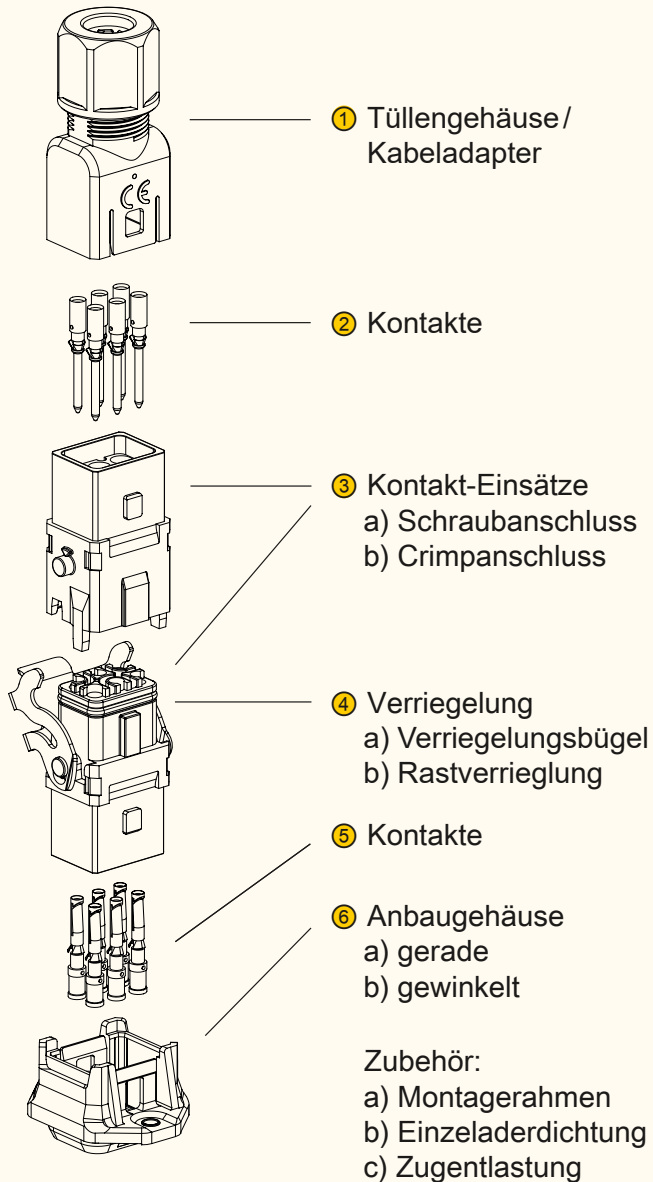 CE
1 Tüllengehäuse/
Kabeladapter
2 Kontakte
3 Kontakt-Einsätze
a) Schraubanschluss
b) Crimpanschluss
4 Verriegelung
a) Verriegelungsbügel
b) Rastverrieglung
5 Kontakte
6 Anbaugehäuse
a) gerade
b) gewinkelt
Zubehör:
a) Montagerahmen
b) Einzeladerdichtung
c) Zugentlastung